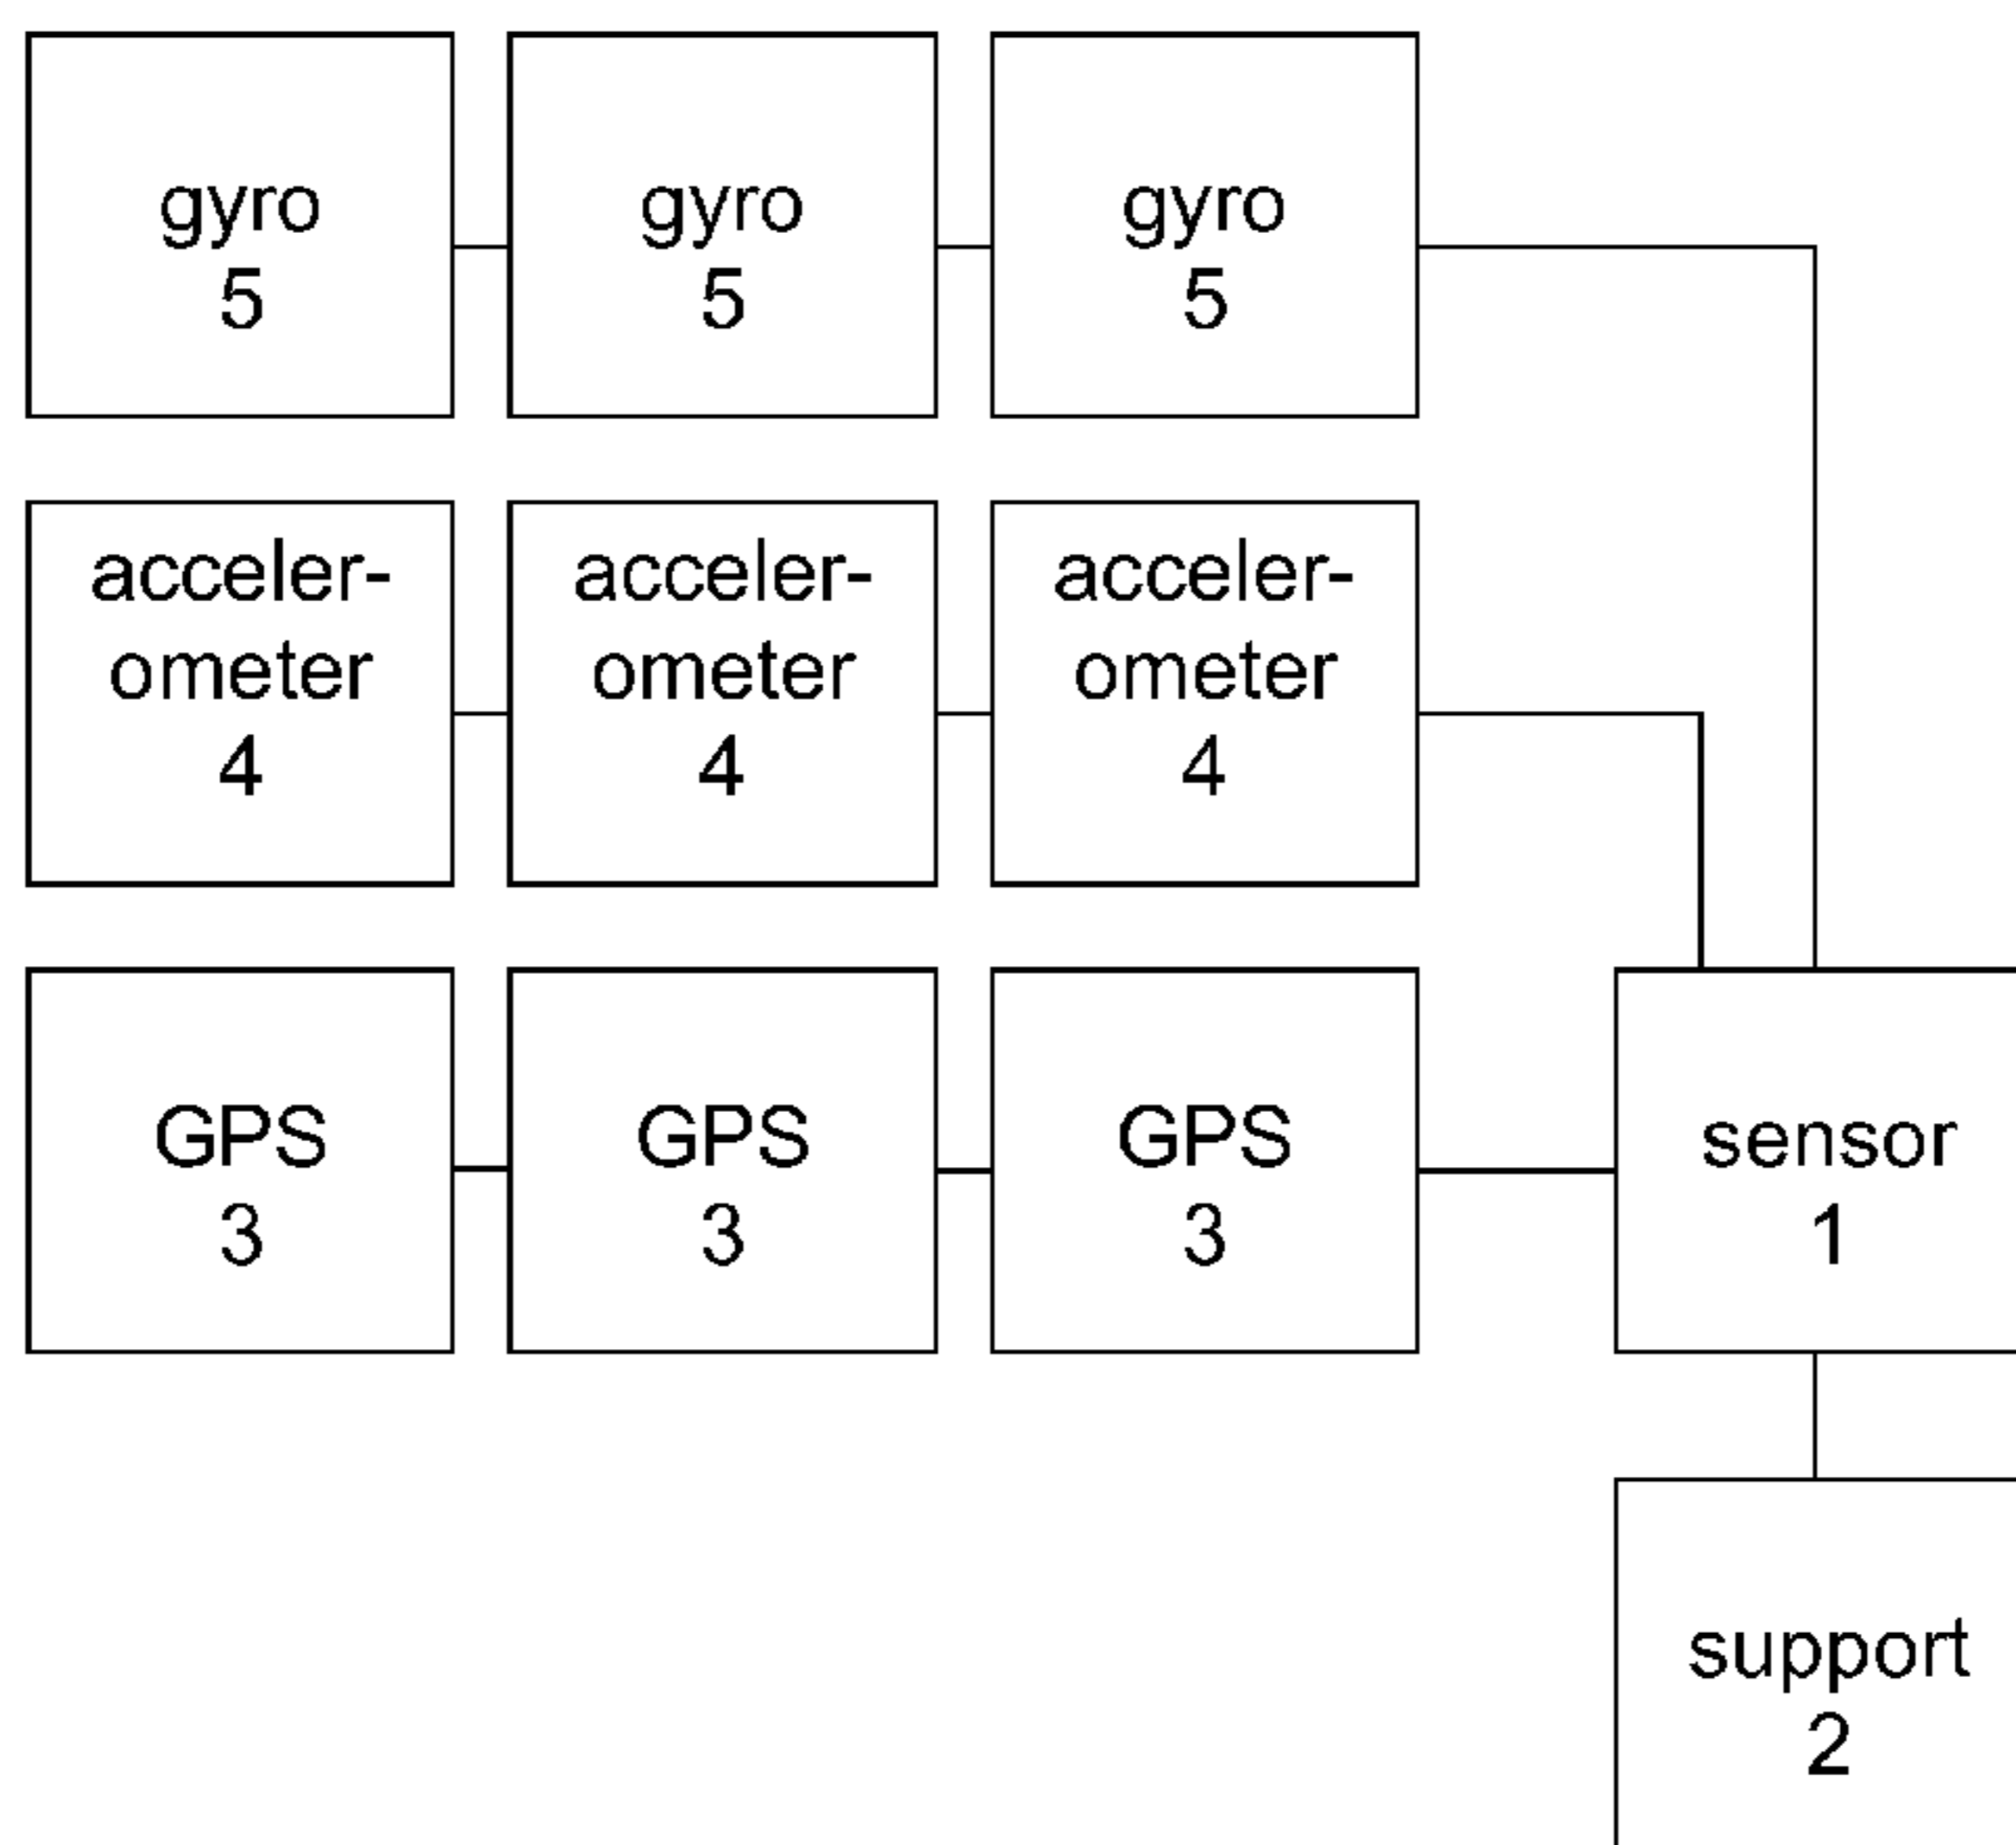 gyro
5
gyro
5
gyro
5
acceler-
ometer
4
acceler-
ometer
4
acceler-
ometer
4
GPS
3
GPS
3
GPS
3
sensor
1
support
2